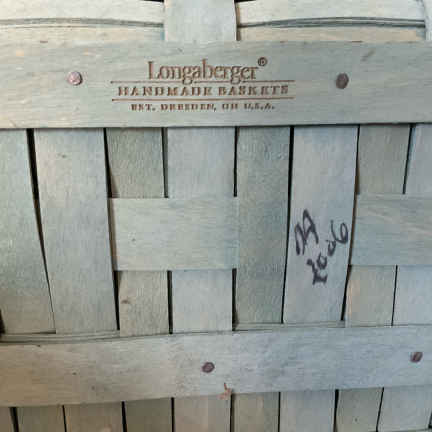 Longaberger®
HANDMADE BASKETS
EST. DRESDEN, OH U.S.A.
2006